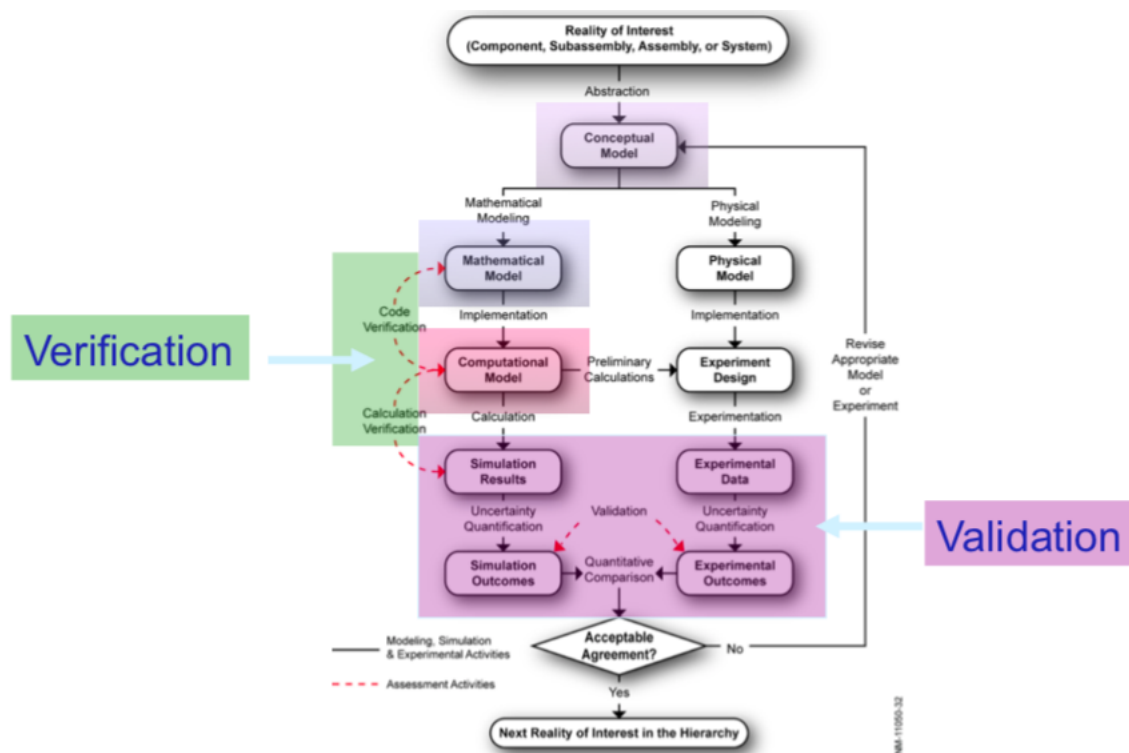 Reality of Interest
(Component, Subassembly, Assembly, or System)
Abstraction
Conceptual
Model
Mathematical
Modeling
Physical
Modeling
Mathematical
Model
Physical
Model
Code
Verification
Implementation
Implementation
Verification
Computational
Model
Preliminary
Calculations
Experiment
Design
Revise
Appropriate
Model
or
Experiment
Calculation
Verification
Calculation
Experimentation
Simulation
Results
Experimental
Data
Uncertainty
Quantification
Validation
Uncertainty
Quantification
Validation
Simulation
Outcomes
Quantitative
Comparison
Experimental
Outcomes
Modeling, Simulation
& Experimental Activities
Acceptable
Agreement?
No
Assessment Activities
Yes
Next Reality of Interest in the Hierarchy